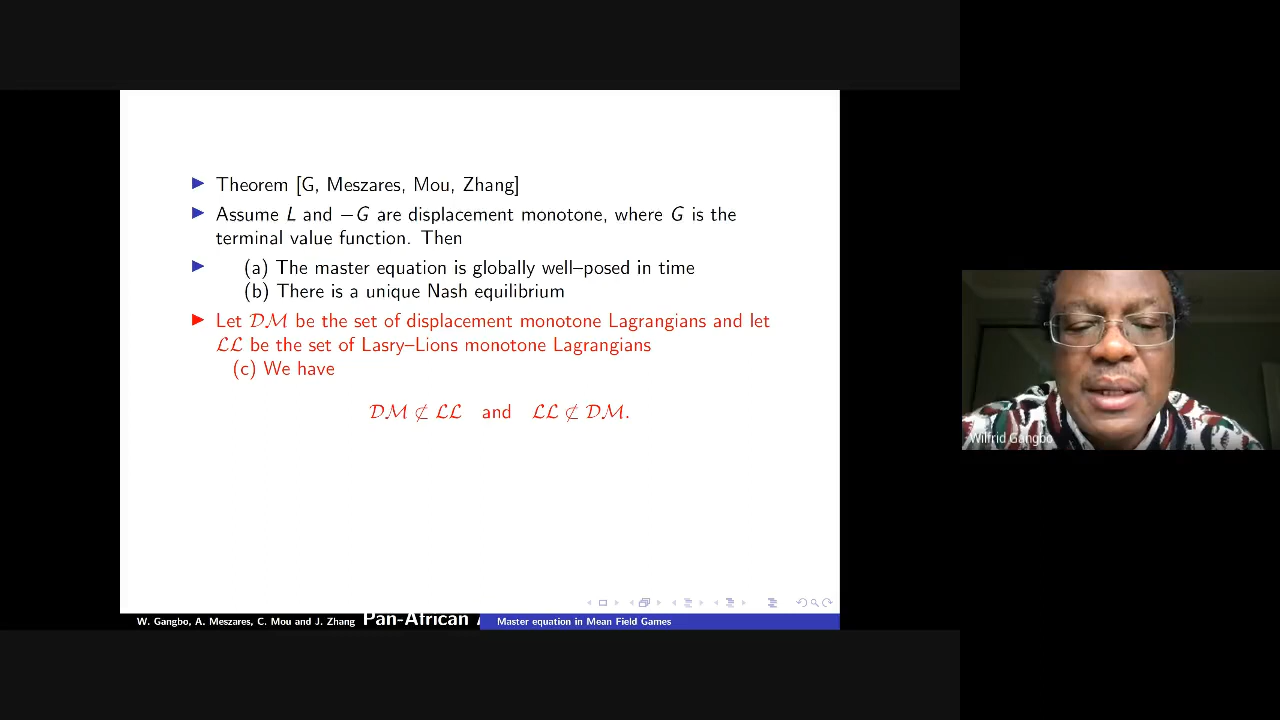 Theorem [G, Meszares, Mou, Zhang]
Assume L and −G are displacement monotone, where G is the
terminal value function. Then
(a) The master equation is globally well–posed in time
(b) There is a unique Nash equilibrium
Let 𝒟ℳ be the set of displacement monotone Lagrangians and let
ℒℒ be the set of Lasry–Lions monotone Lagrangians
(c) We have
𝒟ℳ ⊄ ℒℒ and ℒℒ ⊄ 𝒟ℳ.
W. Gangbo, A. Meszares, C. Mou and J. Zhang Pan-African Master equation in Mean Field Games
Wilfrid Gangbo